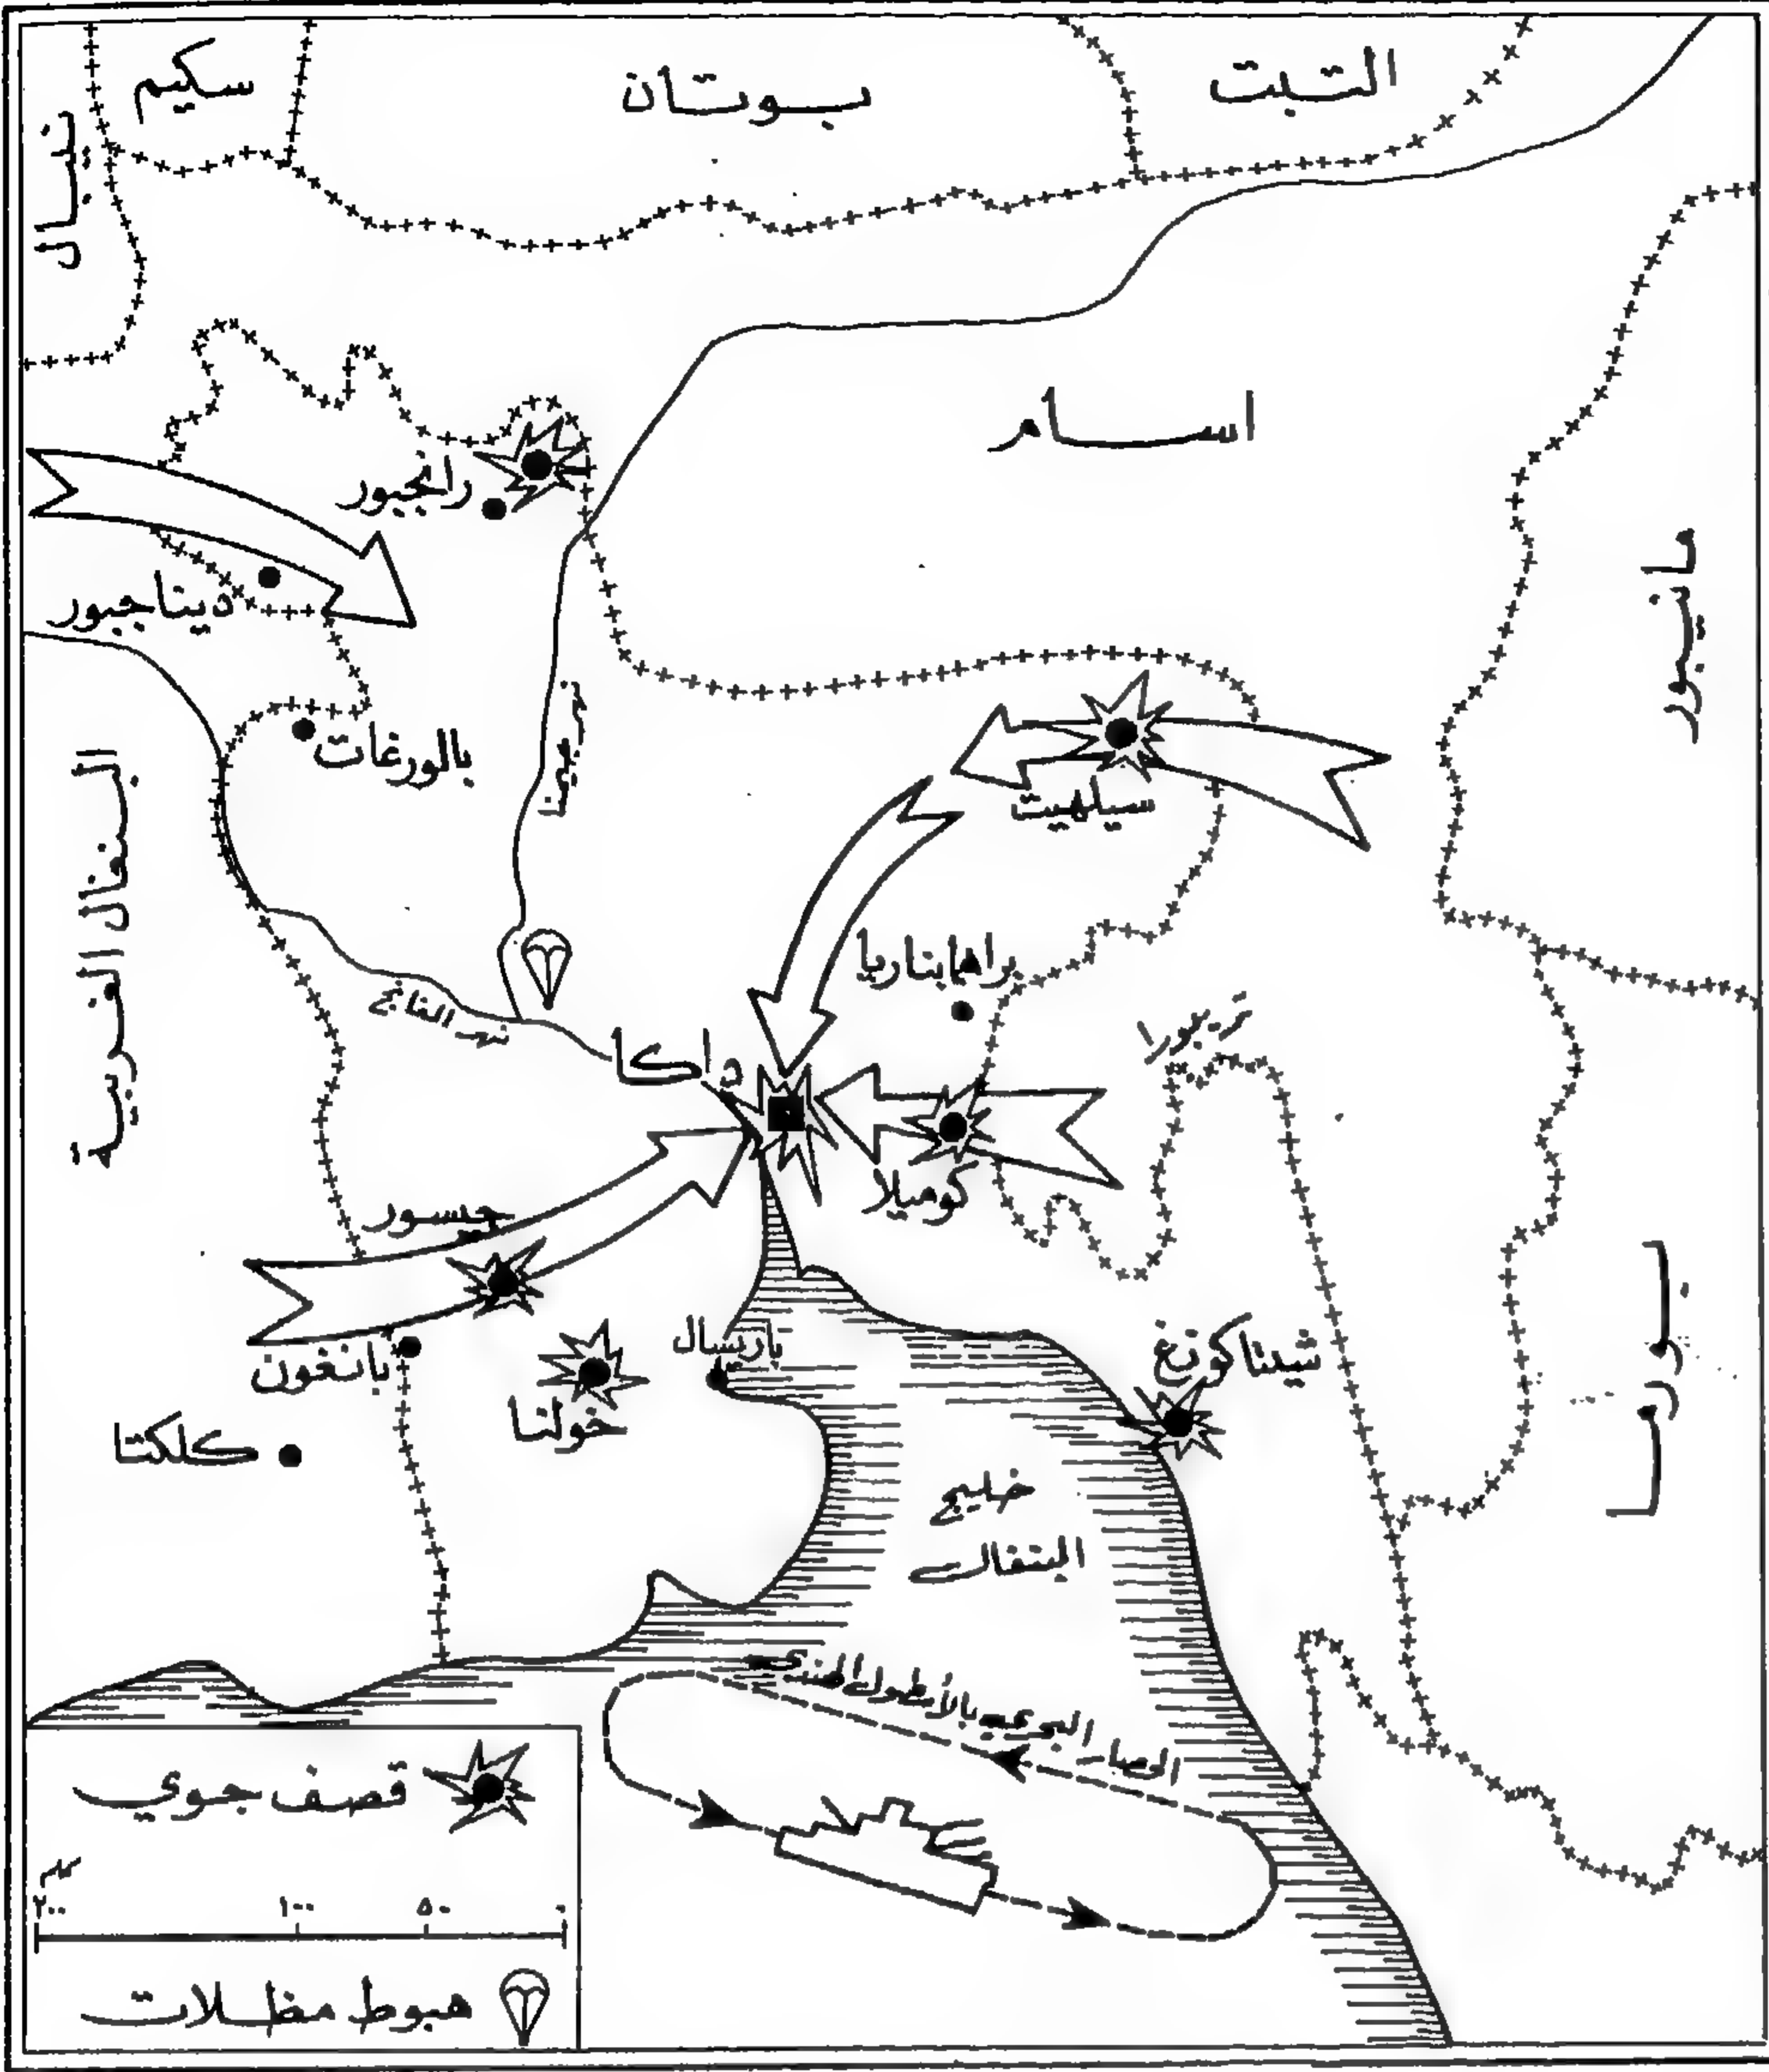 التبت
بوتان
سكيم
نيبال
اسام
مانيبور
رانجبور
ديناجبور
بالورغات
نهر جمنا
سيلهيت
البنغال الغربية
براهمابناريا
نهر الغانج
تريبورا
داكا
كوميلا
جيسور
بورما
باريسال
شيتاكونغ
بانغون
خولنا
كلكتا
خليج
البنغال
الحصار البحري بالأسطول الهندي
قصف جوي
كلم
٠ ٥٠ ١٠٠ ٢٠٠
هبوط مظلات